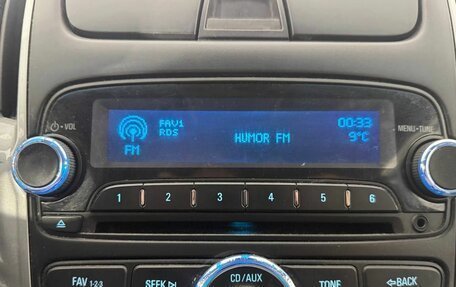 FAV1
RDS
00:33
9°C
FM
HUMOR FM
VOL
MENU-TUNE
1 2 3 4 5 6
CD/AUX
FAV 1-2-3
SEEK
TONE
BACK